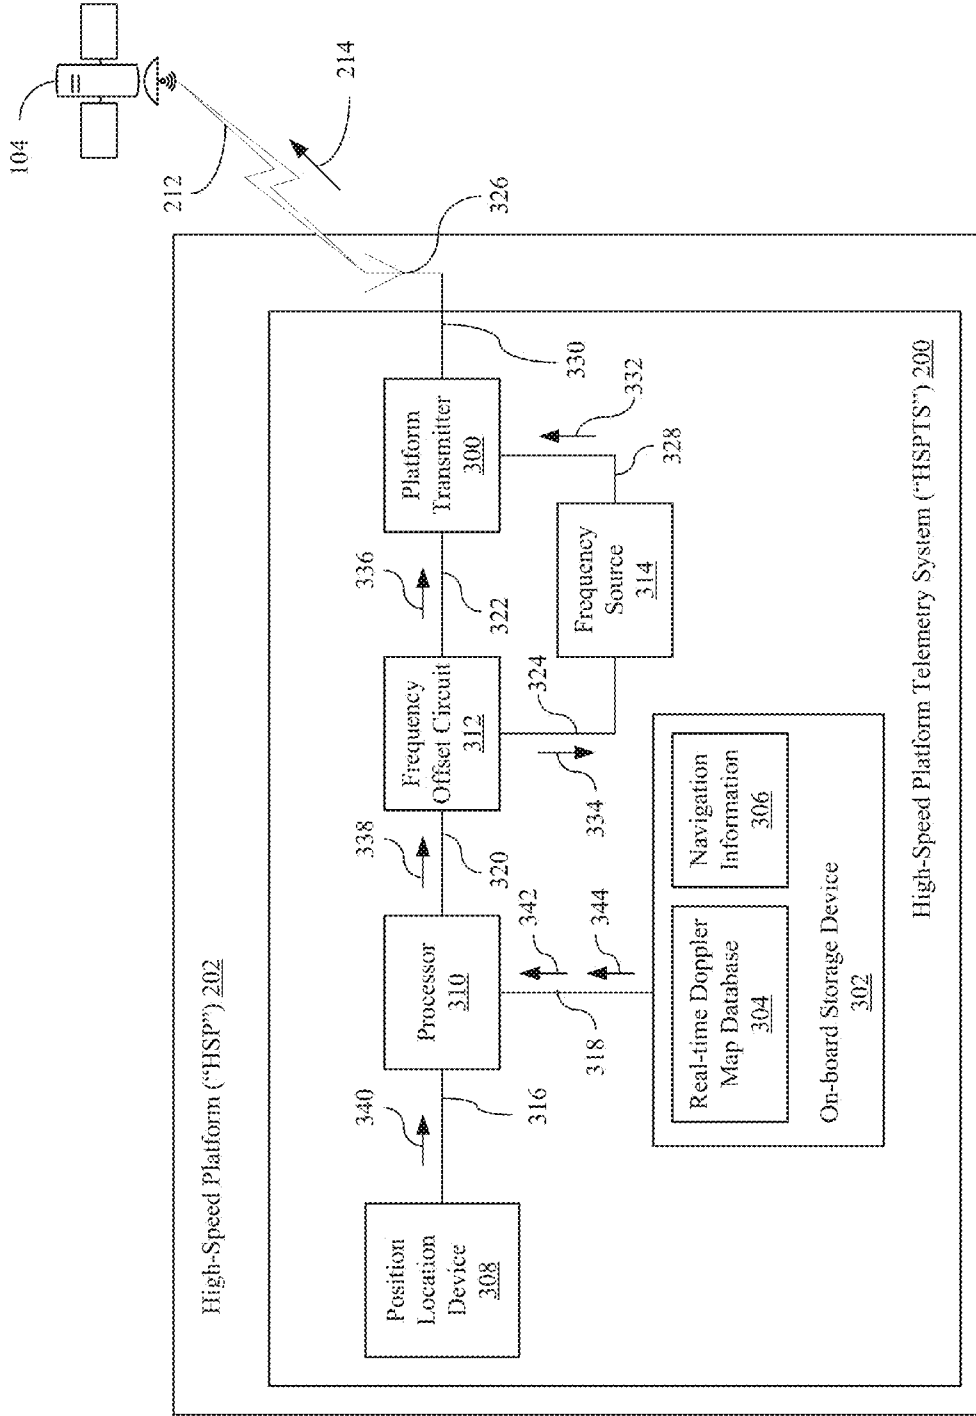 104
212
214
326
High-Speed Platform ("HSP") 202
340
338
336
Position
Location
Device
308
Processor
310
Frequency
Offset Circuit
312
Platform
Transmitter
300
316
320
322
330
342
344
318
334
324
332
328
Frequency
Source
314
Real-time Doppler
Map Database
304
Navigation
Information
306
On-board Storage Device
302
High-Speed Platform Telemetry System ("HSPTS") 200